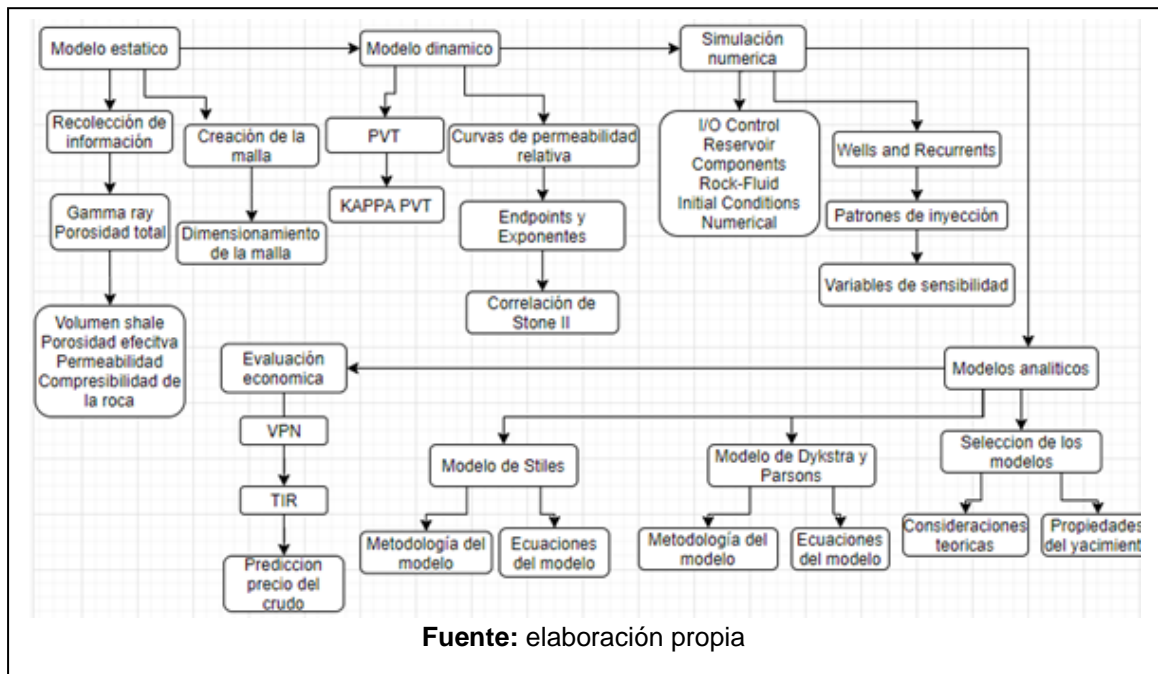 Modelo estatico
Modelo dinamico
Simulación
numerica
Recolección de
información
Creación de la
malla
PVT
Curvas de permeabilidad
relativa
I/O Control
Reservoir
Components
Rock-Fluid
Initial Conditions
Numerical
Wells and Recurrents
Gamma ray
Porosidad total
Dimensionamiento
de la malla
KAPPA PVT
Endpoints y
Exponentes
Patrones de inyección
Correlación de
Stone II
Variables de sensibilidad
Volumen shale
Porosidad efecitva
Permeabilidad
Compresibilidad de
la roca
Evaluación
economica
Modelos analiticos
VPN
TIR
Prediccion
precio del
crudo
Modelo de Stiles
Modelo de Dykstra y
Parsons
Seleccion de los
modelos
Metodología del
modelo
Ecuaciones
del modelo
Metodología del
modelo
Ecuaciones
del modelo
Consideraciones
teoricas
Propiedades
del yacimient
Fuente: elaboración propia